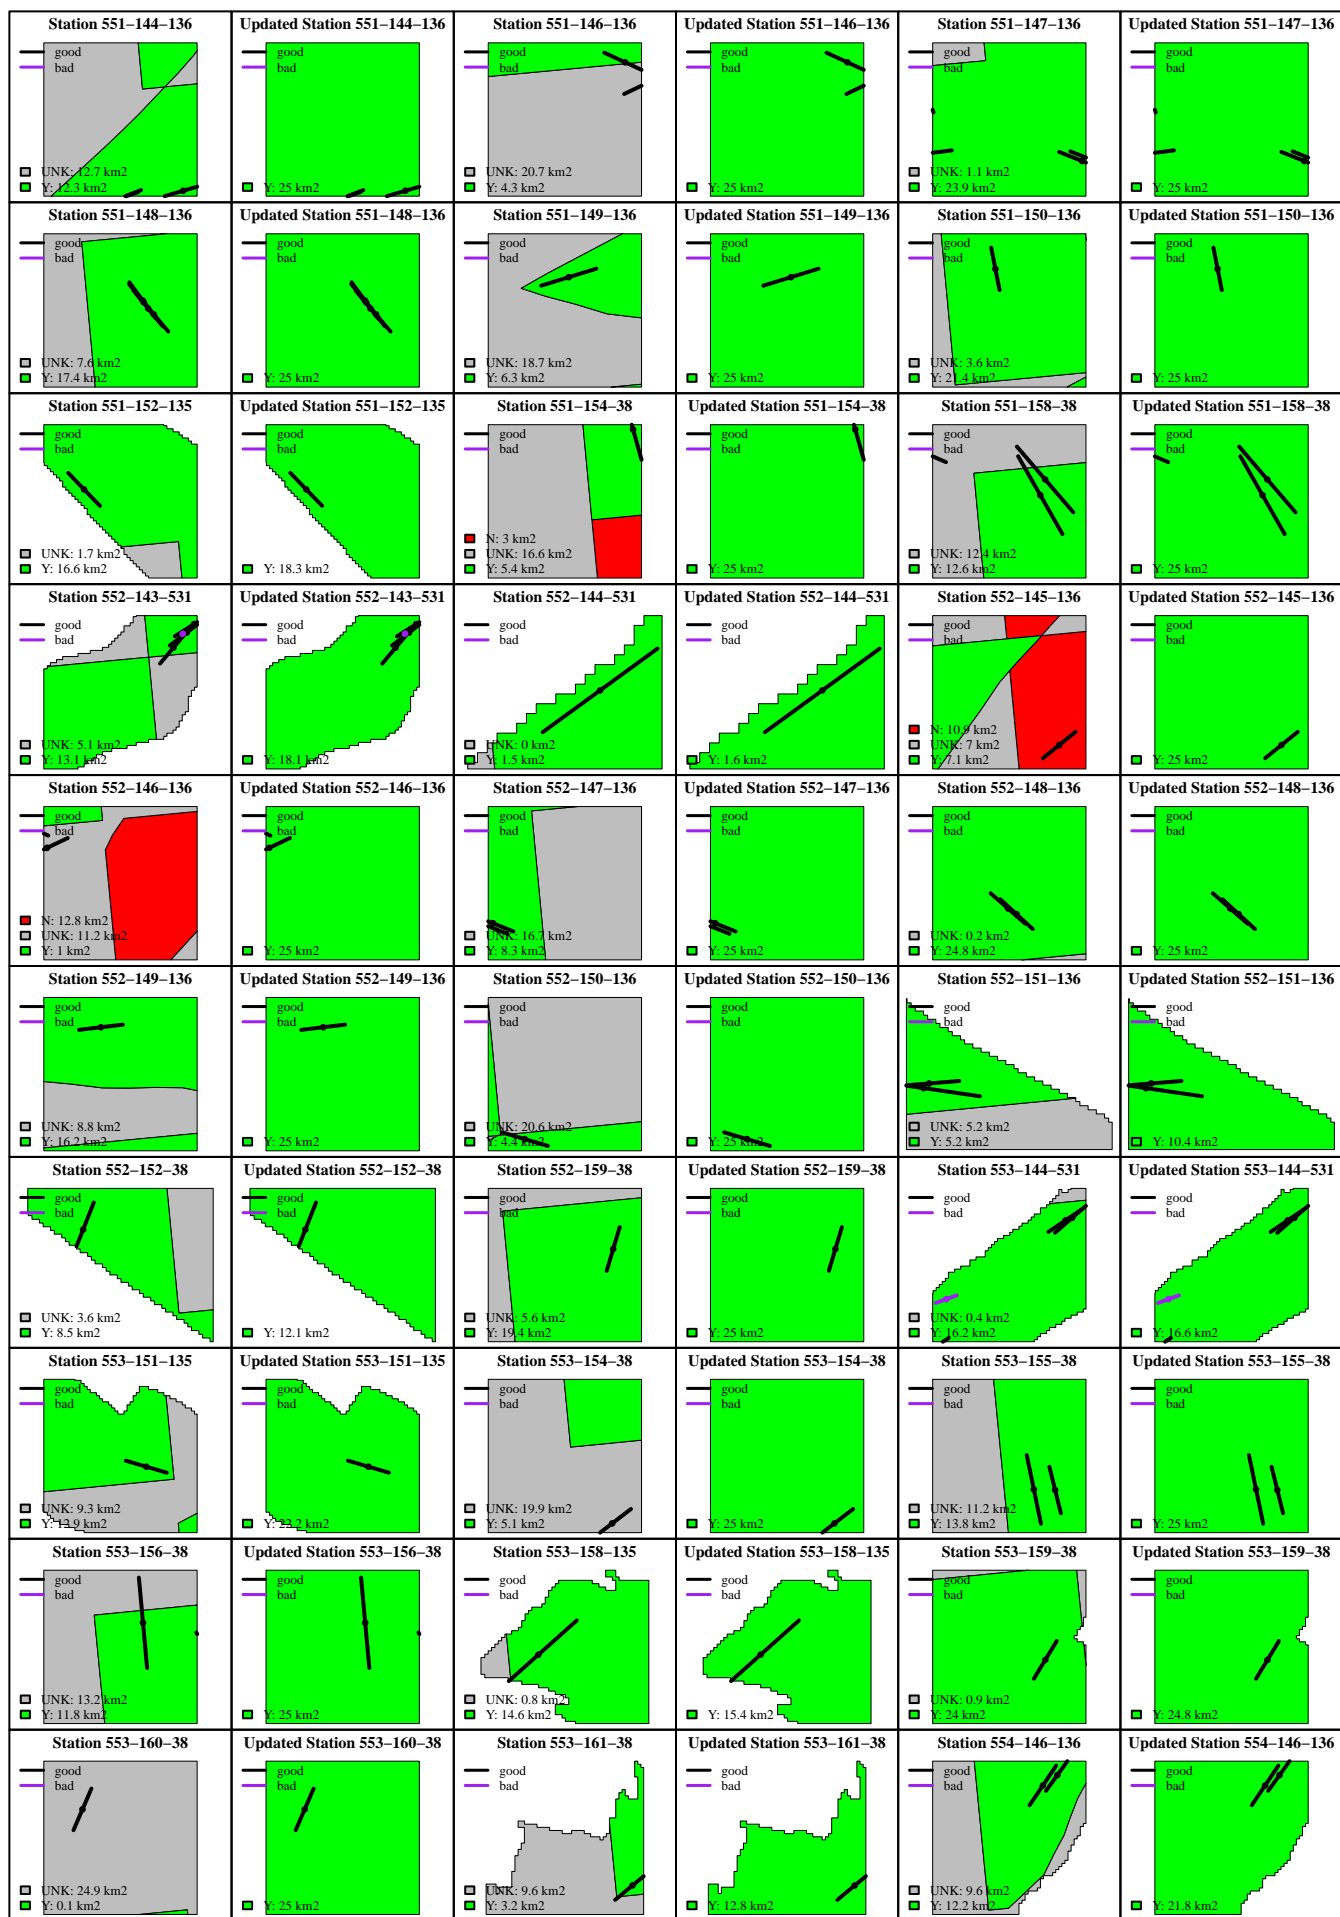 Station 551−144−136
good
bad
UNK: 12.7 km2
Y: 12.3 km2
Updated Station 551−144−136
good
bad
Y: 25 km2
Station 551−146−136
good
bad
UNK: 20.7 km2
Y: 4.3 km2
Updated Station 551−146−136
good
bad
Y: 25 km2
Station 551−147−136
good
bad
UNK: 1.1 km2
Y: 23.9 km2
Updated Station 551−147−136
good
bad
Y: 25 km2
Station 551−148−136
good
bad
UNK: 7.6 km2
Y: 17.4 km2
Updated Station 551−148−136
good
bad
Y: 25 km2
Station 551−149−136
good
bad
UNK: 18.7 km2
Y: 6.3 km2
Updated Station 551−149−136
good
bad
Y: 25 km2
Station 551−150−136
good
bad
UNK: 3.6 km2
Y: 21.4 km2
Updated Station 551−150−136
good
bad
Y: 25 km2
Station 551−152−135
good
bad
UNK: 1.7 km2
Y: 16.6 km2
Updated Station 551−152−135
good
bad
Y: 18.3 km2
Station 551−154−38
good
bad
N: 3 km2
UNK: 16.6 km2
Y: 5.4 km2
Updated Station 551−154−38
good
bad
Y: 25 km2
Station 551−158−38
good
bad
UNK: 12.4 km2
Y: 12.6 km2
Updated Station 551−158−38
good
bad
Y: 25 km2
Station 552−143−531
good
bad
UNK: 5.1 km2
Y: 13.1 km2
Updated Station 552−143−531
good
bad
Y: 18.1 km2
Station 552−144−531
good
bad
UNK: 0 km2
Y: 1.5 km2
Updated Station 552−144−531
good
bad
Y: 1.6 km2
Station 552−145−136
good
bad
N: 10.9 km2
UNK: 7 km2
Y: 7.1 km2
Updated Station 552−145−136
good
bad
Y: 25 km2
Station 552−146−136
good
bad
N: 12.8 km2
UNK: 11.2 km2
Y: 1 km2
Updated Station 552−146−136
good
bad
Y: 25 km2
Station 552−147−136
good
bad
UNK: 16.7 km2
Y: 8.3 km2
Updated Station 552−147−136
good
bad
Y: 25 km2
Station 552−148−136
good
bad
UNK: 0.2 km2
Y: 24.8 km2
Updated Station 552−148−136
good
bad
Y: 25 km2
Station 552−149−136
good
bad
UNK: 8.8 km2
Y: 16.2 km2
Updated Station 552−149−136
good
bad
Y: 25 km2
Station 552−150−136
good
bad
UNK: 20.6 km2
Y: 4.4 km2
Updated Station 552−150−136
good
bad
Y: 25 km2
Station 552−151−136
good
bad
UNK: 5.2 km2
Y: 5.2 km2
Updated Station 552−151−136
good
bad
Y: 10.4 km2
Station 552−152−38
good
bad
UNK: 3.6 km2
Y: 8.5 km2
Updated Station 552−152−38
good
bad
Y: 12.1 km2
Station 552−159−38
good
bad
UNK: 5.6 km2
Y: 19.4 km2
Updated Station 552−159−38
good
bad
Y: 25 km2
Station 553−144−531
good
bad
UNK: 0.4 km2
Y: 16.2 km2
Updated Station 553−144−531
good
bad
Y: 16.6 km2
Station 553−151−135
good
bad
UNK: 9.3 km2
Y: 12.9 km2
Updated Station 553−151−135
good
bad
Y: 22.2 km2
Station 553−154−38
good
bad
UNK: 19.9 km2
Y: 5.1 km2
Updated Station 553−154−38
good
bad
Y: 25 km2
Station 553−155−38
good
bad
UNK: 11.2 km2
Y: 13.8 km2
Updated Station 553−155−38
good
bad
Y: 25 km2
Station 553−156−38
good
bad
UNK: 13.2 km2
Y: 11.8 km2
Updated Station 553−156−38
good
bad
Y: 25 km2
Station 553−158−135
good
bad
UNK: 0.8 km2
Y: 14.6 km2
Updated Station 553−158−135
good
bad
Y: 15.4 km2
Station 553−159−38
good
bad
UNK: 0.9 km2
Y: 24 km2
Updated Station 553−159−38
good
bad
Y: 24.8 km2
Station 553−160−38
good
bad
UNK: 24.9 km2
Y: 0.1 km2
Updated Station 553−160−38
good
bad
Y: 25 km2
Station 553−161−38
good
bad
UNK: 9.6 km2
Y: 3.2 km2
Updated Station 553−161−38
good
bad
Y: 12.8 km2
Station 554−146−136
good
bad
UNK: 9.6 km2
Y: 12.2 km2
Updated Station 554−146−136
good
bad
Y: 21.8 km2